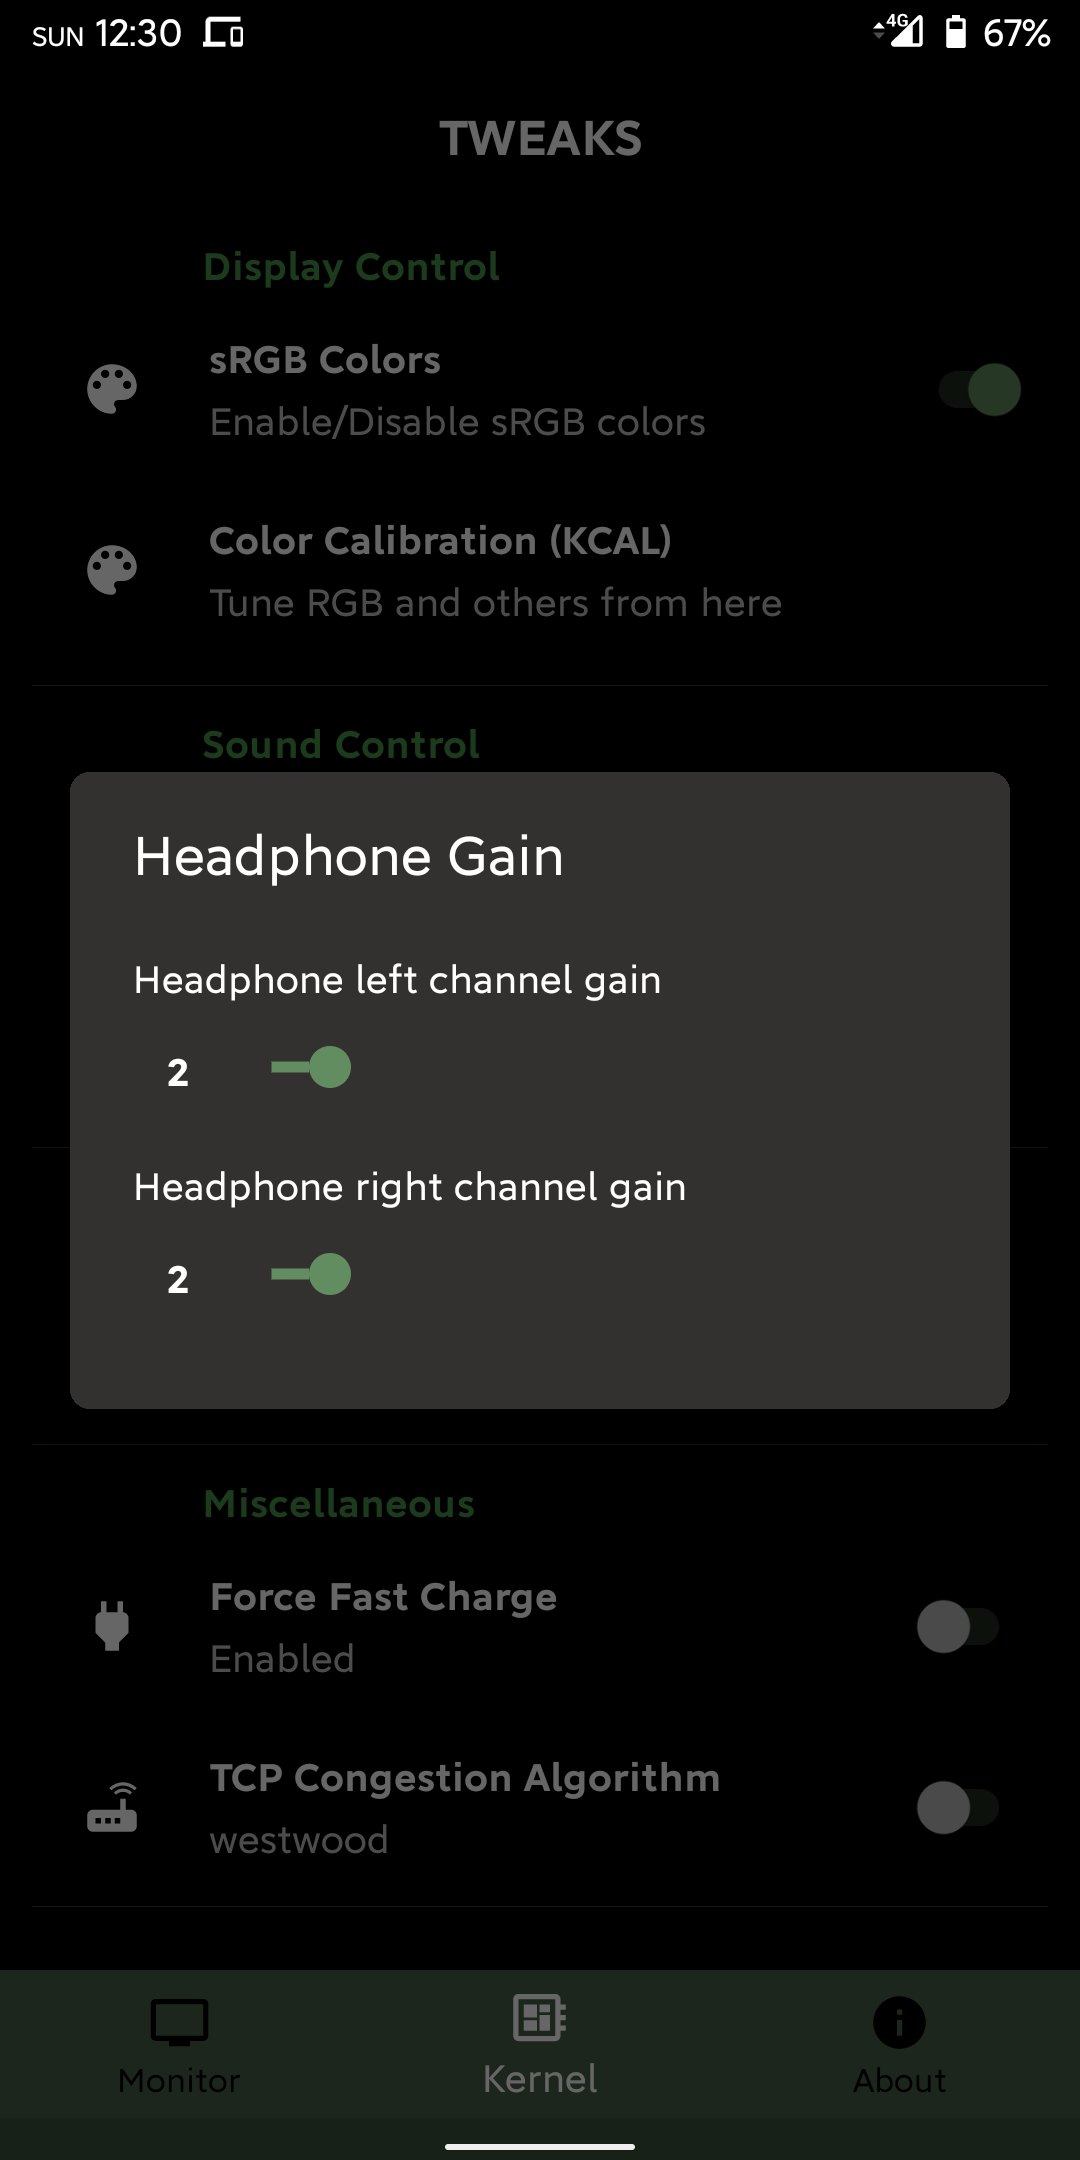 SUN 12:30 4G 67%
TWEAKS
Display Control
sRGB Colors
Enable/Disable sRGB colors
Color Calibration (KCAL)
Tune RGB and others from here
Sound Control
Headphone Gain
Headphone left channel gain
2
Headphone right channel gain
2
Miscellaneous
Force Fast Charge
Enabled
TCP Congestion Algorithm
westwood
Monitor Kernel About